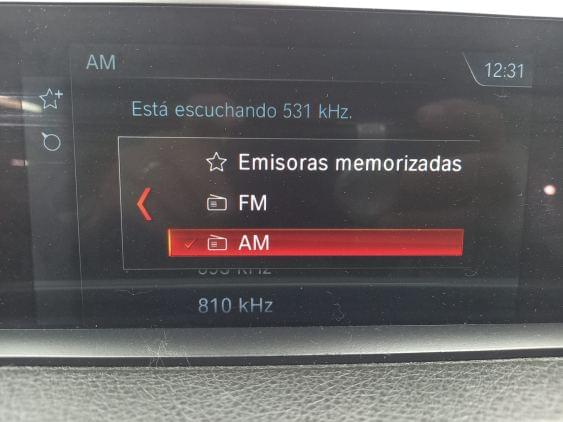 AM
12:31
Está escuchando 531 kHz.
Emisoras memorizadas
FM
AM
810 kHz